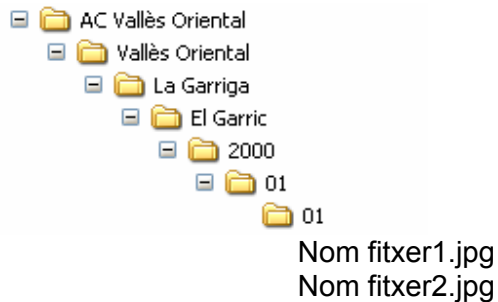 AC Vallès Oriental
Vallès Oriental
La Garriga
El Garric
2000
01
01
Nom fitxer1.jpg
Nom fitxer2.jpg